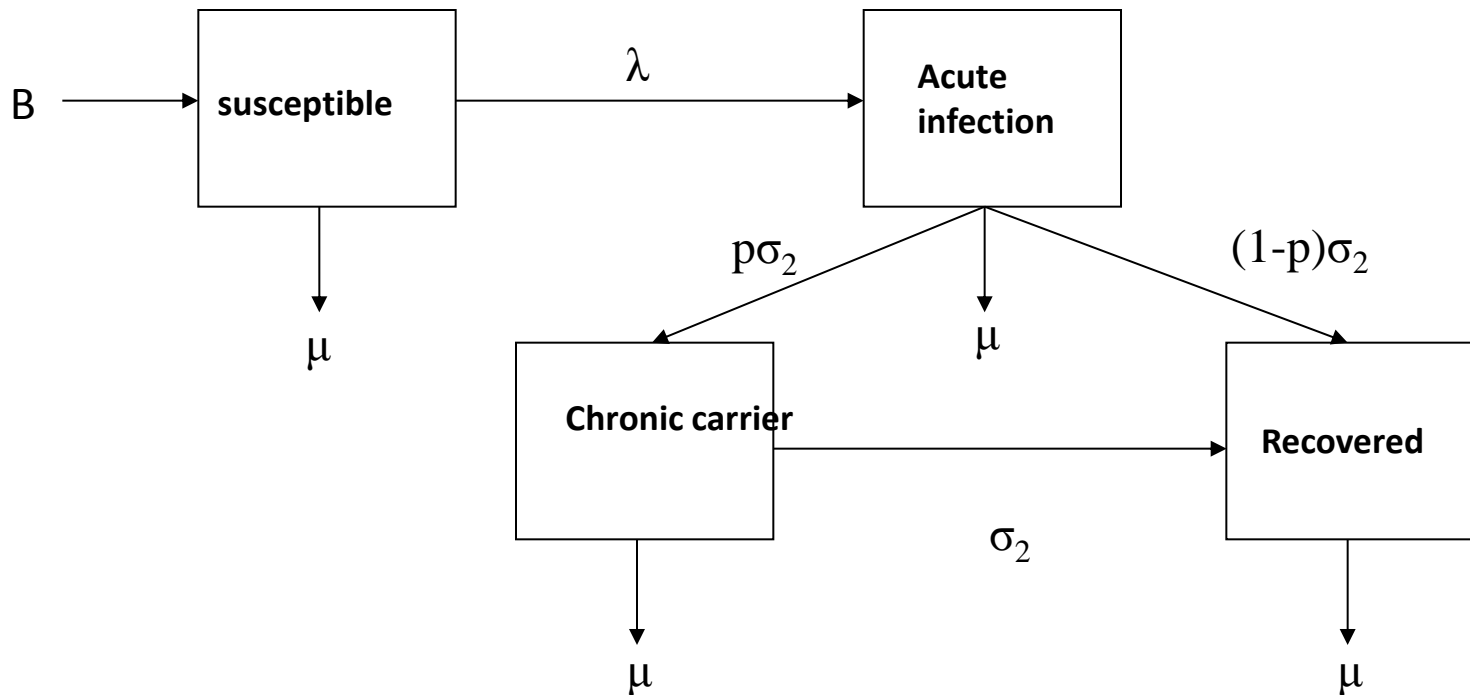 B
susceptible
λ
Acute
infection
μ
pσ₂
μ
(1-p)σ₂
Chronic carrier
σ₂
Recovered
μ
μ